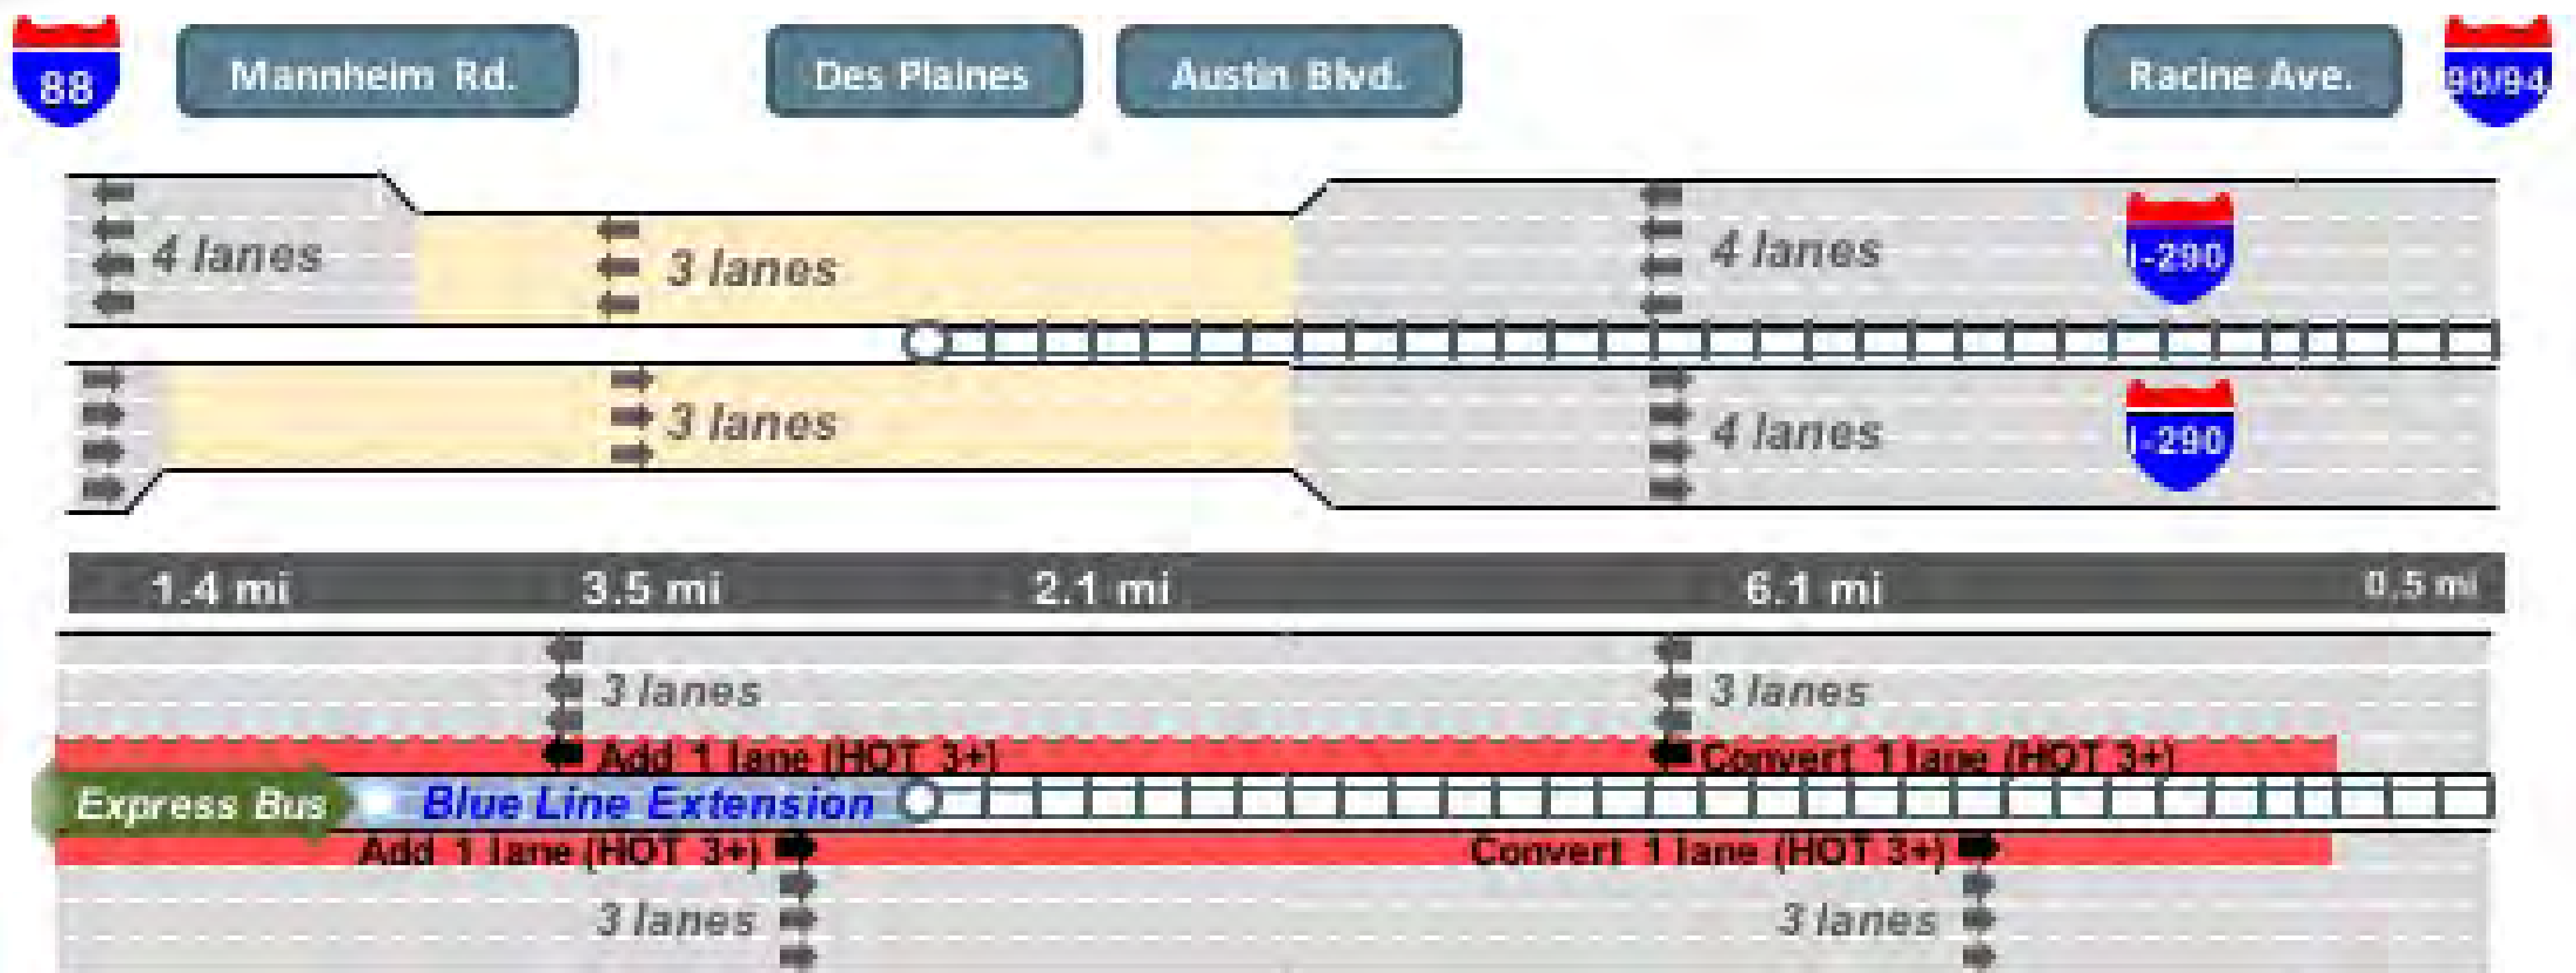 88 Mannheim Rd. Des Plaines Austin Blvd. Racine Ave. 90/94
4 lanes 3 lanes 4 lanes I-290
3 lanes 4 lanes I-290
1.4 mi 3.5 mi 2.1 mi 6.1 mi 0.5 mi
3 lanes 3 lanes
Add 1 lane (HOT 3+) Convert 1 lane (HOT 3+)
Express Bus Blue Line Extension
Add 1 lane (HOT 3+) Convert 1 lane (HOT 3+)
3 lanes 3 lanes